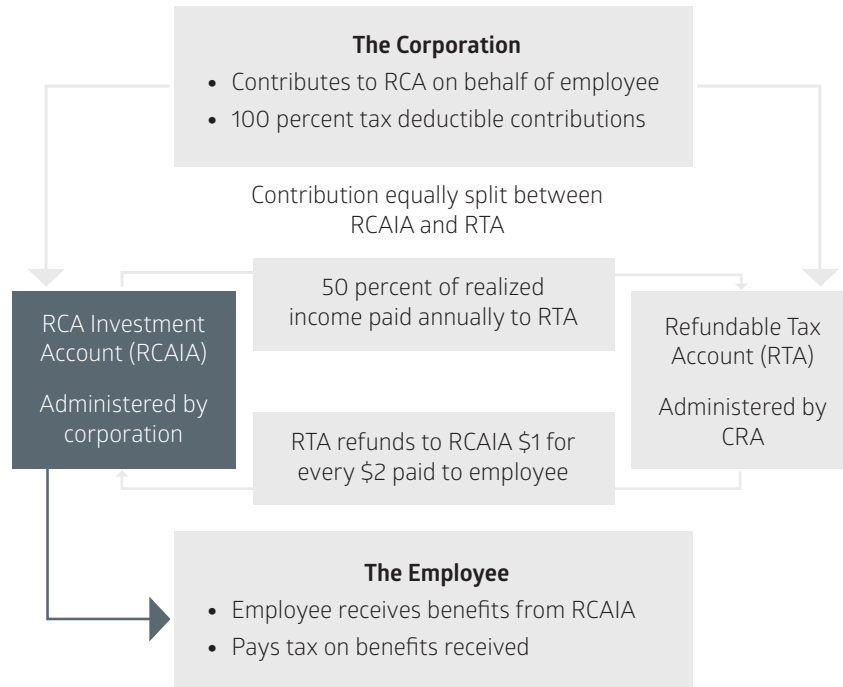 The Corporation
• Contributes to RCA on behalf of employee
• 100 percent tax deductible contributions
Contribution equally split between
RCAIA and RTA
50 percent of realized
income paid annually to RTA
RCA Investment
Account (RCAIA)
Administered by
corporation
Refundable Tax
Account (RTA)
Administered by
CRA
RTA refunds to RCAIA $1 for
every $2 paid to employee
The Employee
• Employee receives benefits from RCAIA
• Pays tax on benefits received